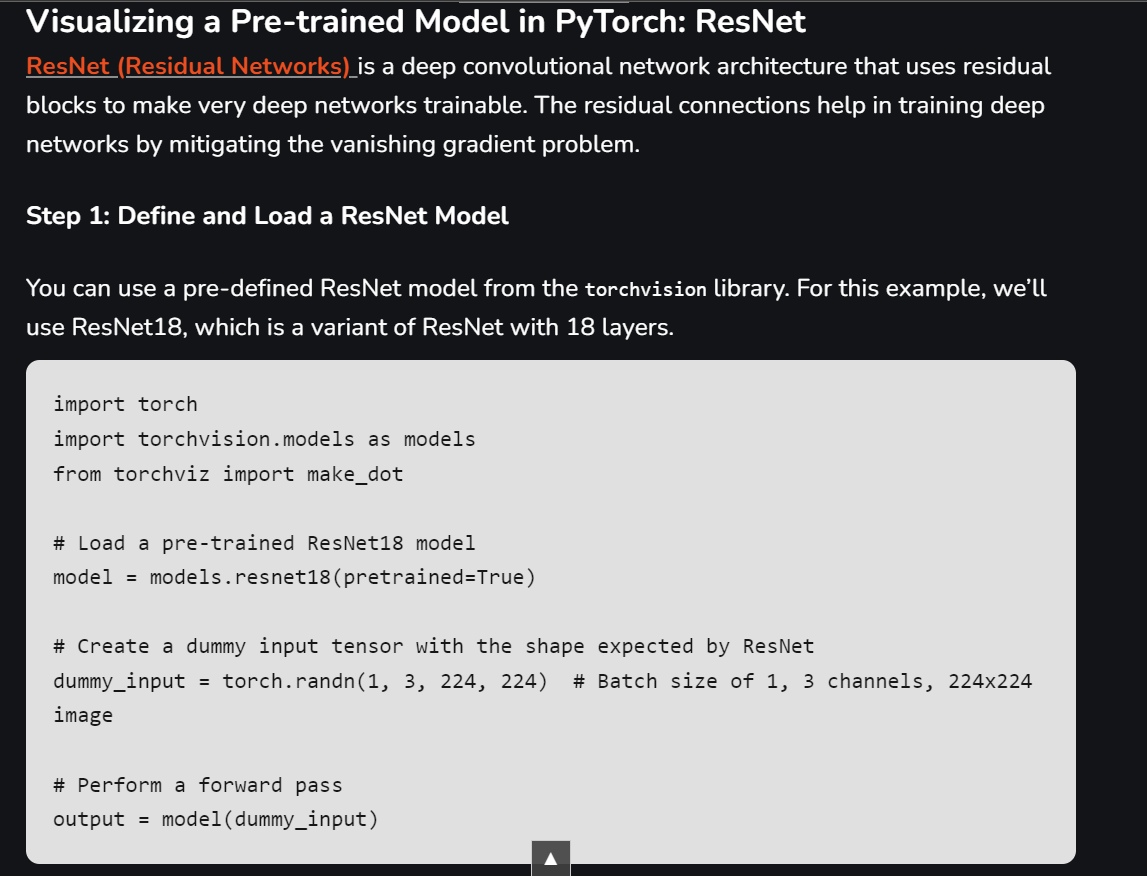 Visualizing a Pre-trained Model in PyTorch: ResNet
ResNet (Residual Networks) is a deep convolutional network architecture that uses residual
blocks to make very deep networks trainable. The residual connections help in training deep
networks by mitigating the vanishing gradient problem.
Step 1: Define and Load a ResNet Model
You can use a pre-defined ResNet model from the torchvision library. For this example, we’ll
use ResNet18, which is a variant of ResNet with 18 layers.
import torch
import torchvision.models as models
from torchviz import make_dot
# Load a pre-trained ResNet18 model
model = models.resnet18(pretrained=True)
# Create a dummy input tensor with the shape expected by ResNet
dummy_input = torch.randn(1, 3, 224, 224)  # Batch size of 1, 3 channels, 224x224
image
# Perform a forward pass
output = model(dummy_input)